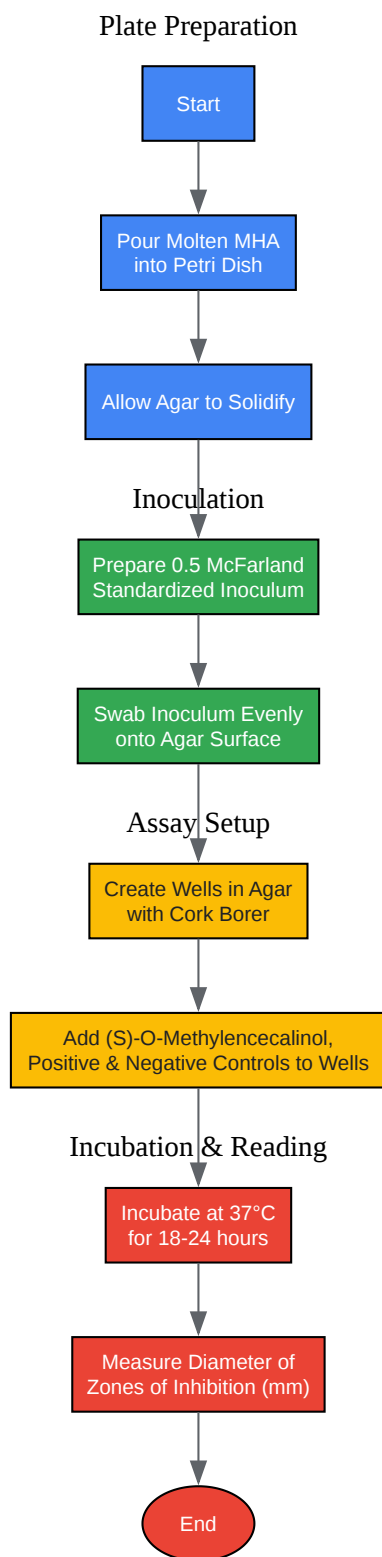 Plate Preparation
Start
Pour Molten MHA
into Petri Dish
Allow Agar to Solidify
Inoculation
Prepare 0.5 McFarland
Standardized Inoculum
Swab Inoculum Evenly
onto Agar Surface
Assay Setup
Create Wells in Agar
with Cork Borer
Add (S)-O-Methylencecalinol,
Positive & Negative Controls to Wells
Incubation & Reading
Incubate at 37°C
for 18-24 hours
Measure Diameter of
Zones of Inhibition (mm)
End